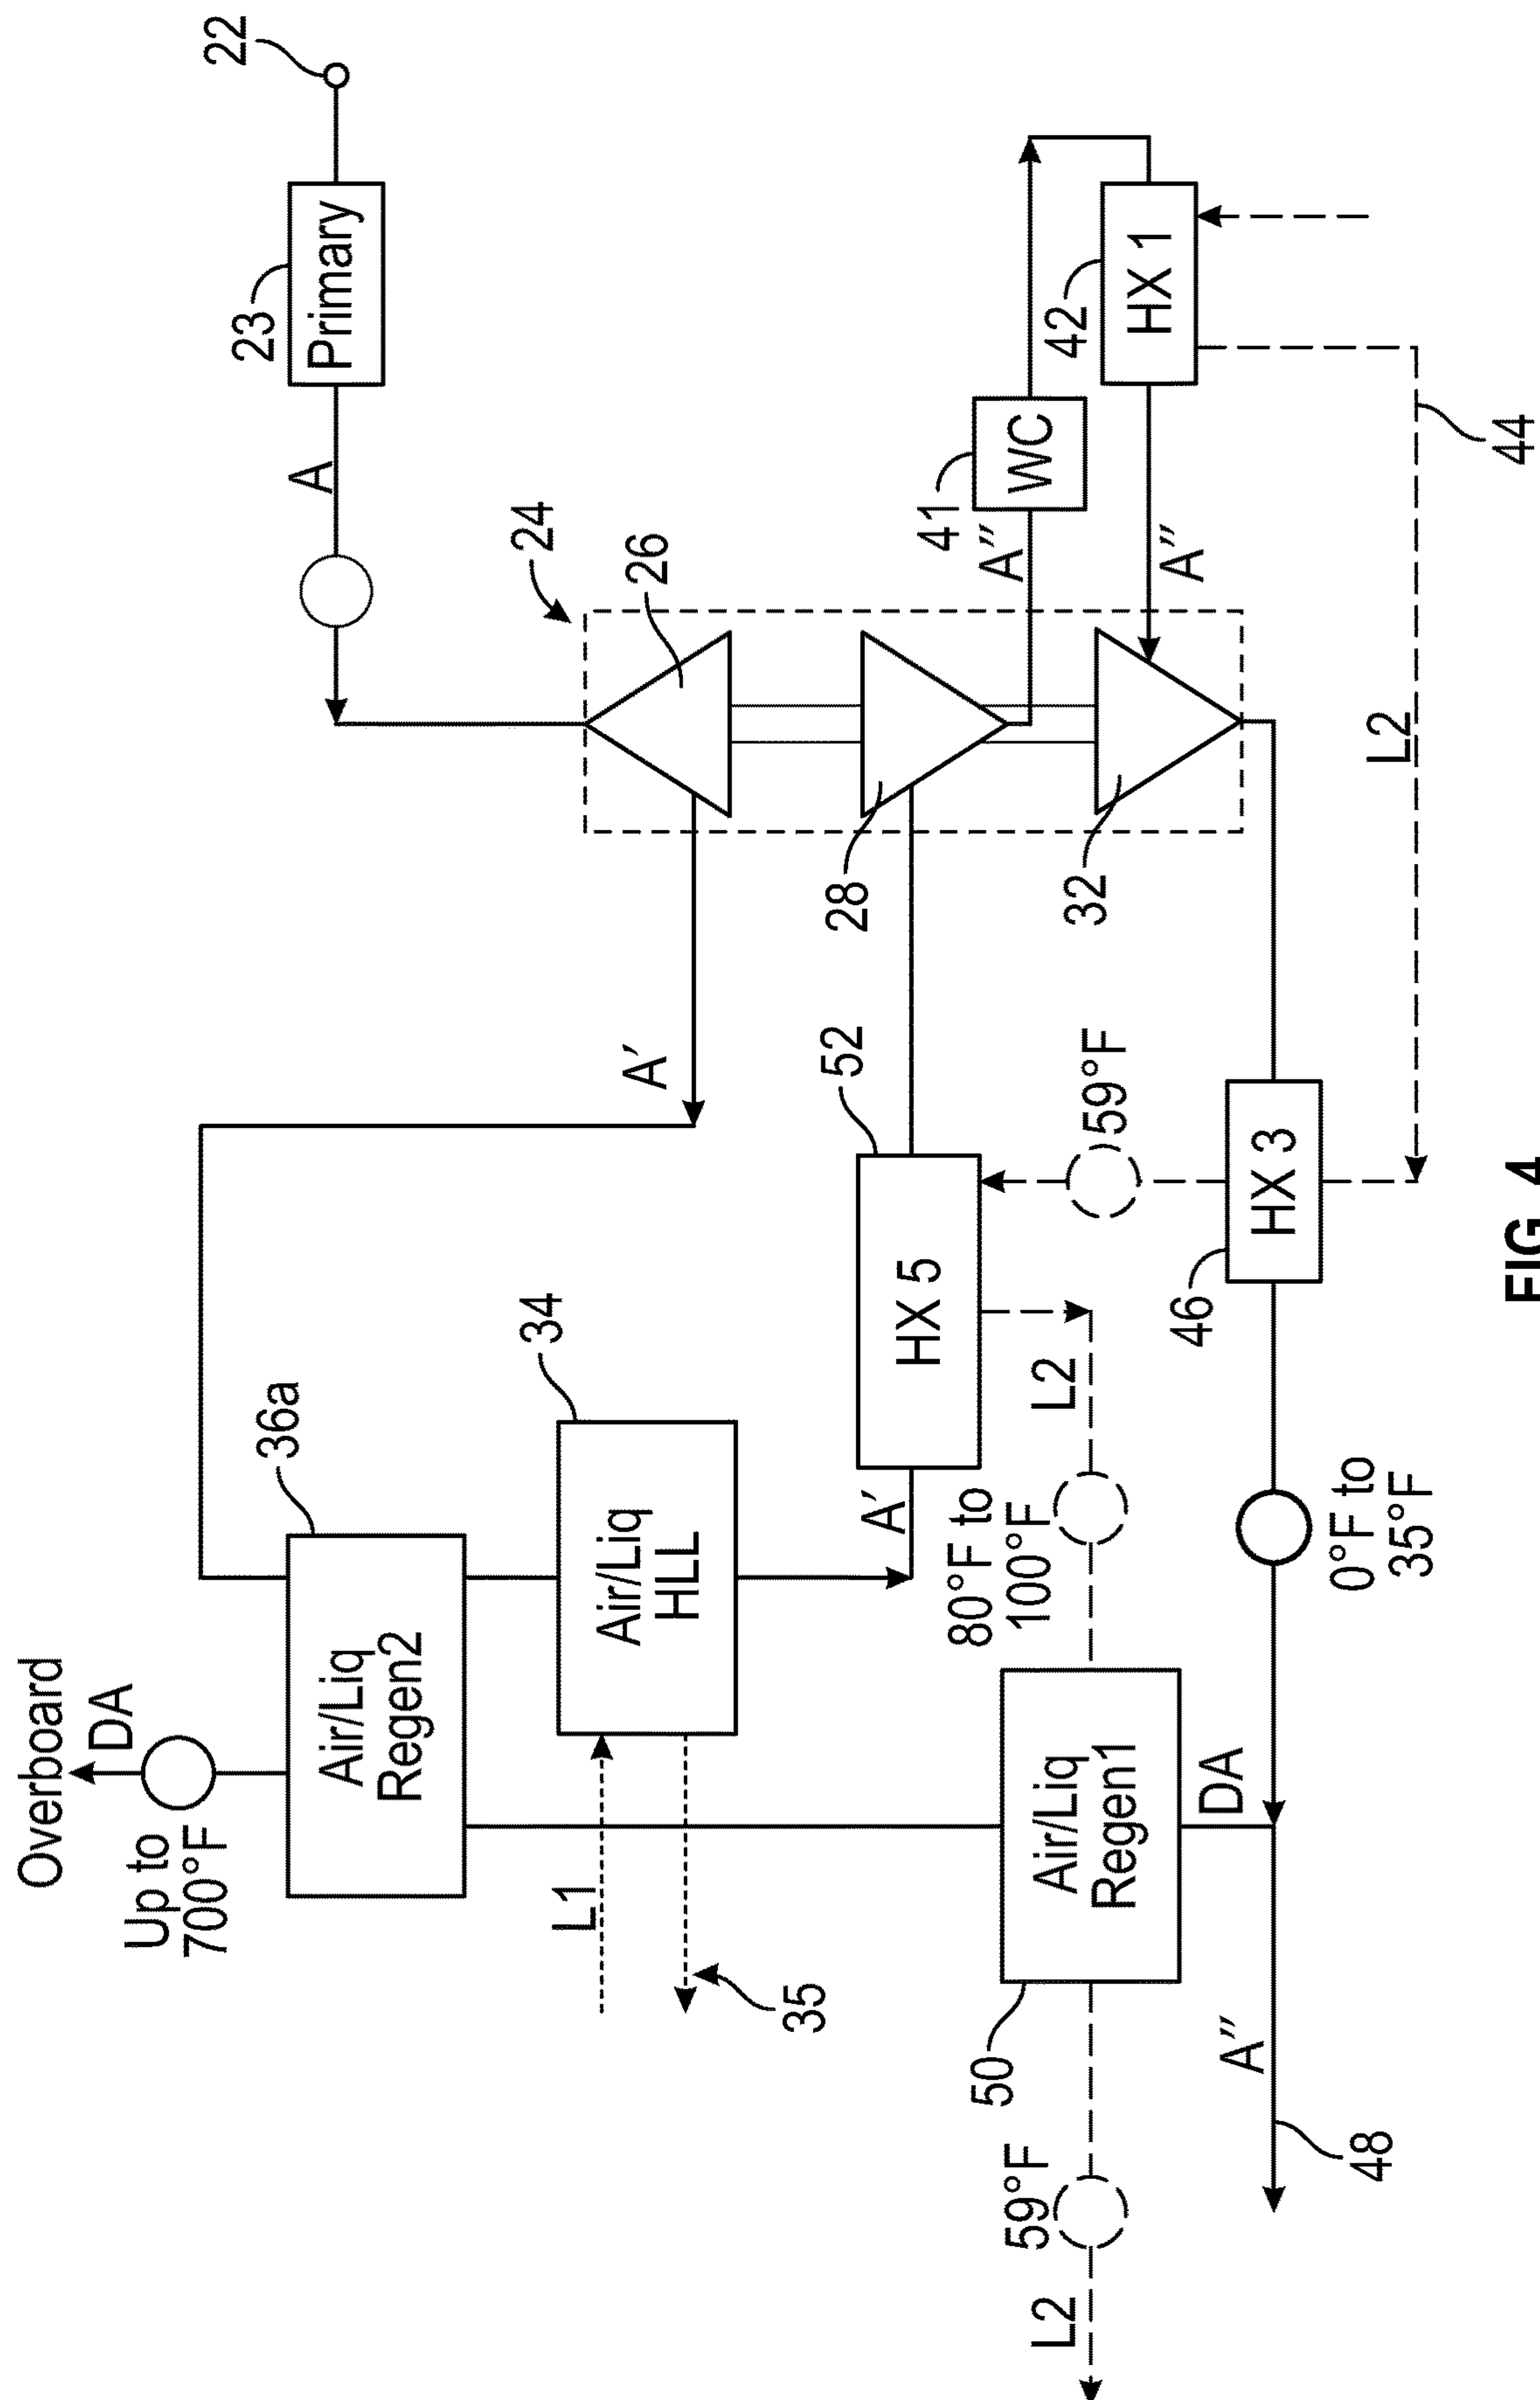 Overboard
DA
Up to
700°F
36a
Air/Liq
Regen2
34
Air/Liq
HLL
L1
35
A′
A
23
Primary
22
24
26
28
32
A″
41
WC
42
HX 1
A″
44
L2
52
HX 5
A′
59°F
46
HX 3
L2
80°F to
100°F
0°F to
35°F
Air/Liq
Regen1
DA
50
A″
48
59°F
L2
FIG. 4